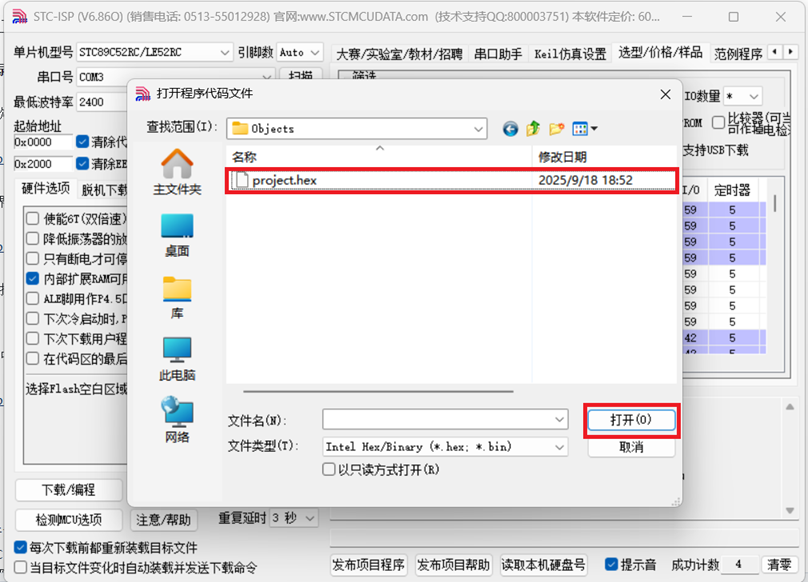 STC-ISP (V6.86O) (销售电话: 0513-55012928) 官网:www.STCMCUDATA.com (技术支持QQ:800003751) 本软件定价: 60...
单片机型号 STC89C52RC/LE52RC 引脚数 Auto
大赛/实验室/教材/招聘 串口助手 Keil仿真设置 选型/价格/样品 范例程序
串口号 COM3 扫描
筛选
最低波特率 2400
IO数量 *
起始地址
0x0000 清除代
ROM 比较器(可当
可作掉电检
0x2000 清除EE
支持USB下载
硬件选项 脱机下载
I/O 定时器
使能6T(双倍速)
降低振荡器的放
只有断电才可停
内部扩展RAM可用
ALE脚用作P4.5口
下次冷启动时,P
下次下载用户程
在代码区的最后
选择Flash空白区域
59 5
59 5
59 5
59 5
59 5
59 5
59 5
59 5
42 5
42 5
打开程序代码文件
查找范围(I): Objects
名称 修改日期
project.hex 2025/9/18 18:52
主文件夹
桌面
库
此电脑
网络
文件名(N): 打开(O)
文件类型(T): Intel Hex/Binary (*.hex; *.bin) 取消
以只读方式打开(R)
下载/编程
检测MCU选项 注意/帮助 重复延时 3 秒
每次下载前都重新装载目标文件
当目标文件变化时自动装载并发送下载命令
发布项目程序 发布项目帮助 读取本机硬盘号 提示音 成功计数 4 清零